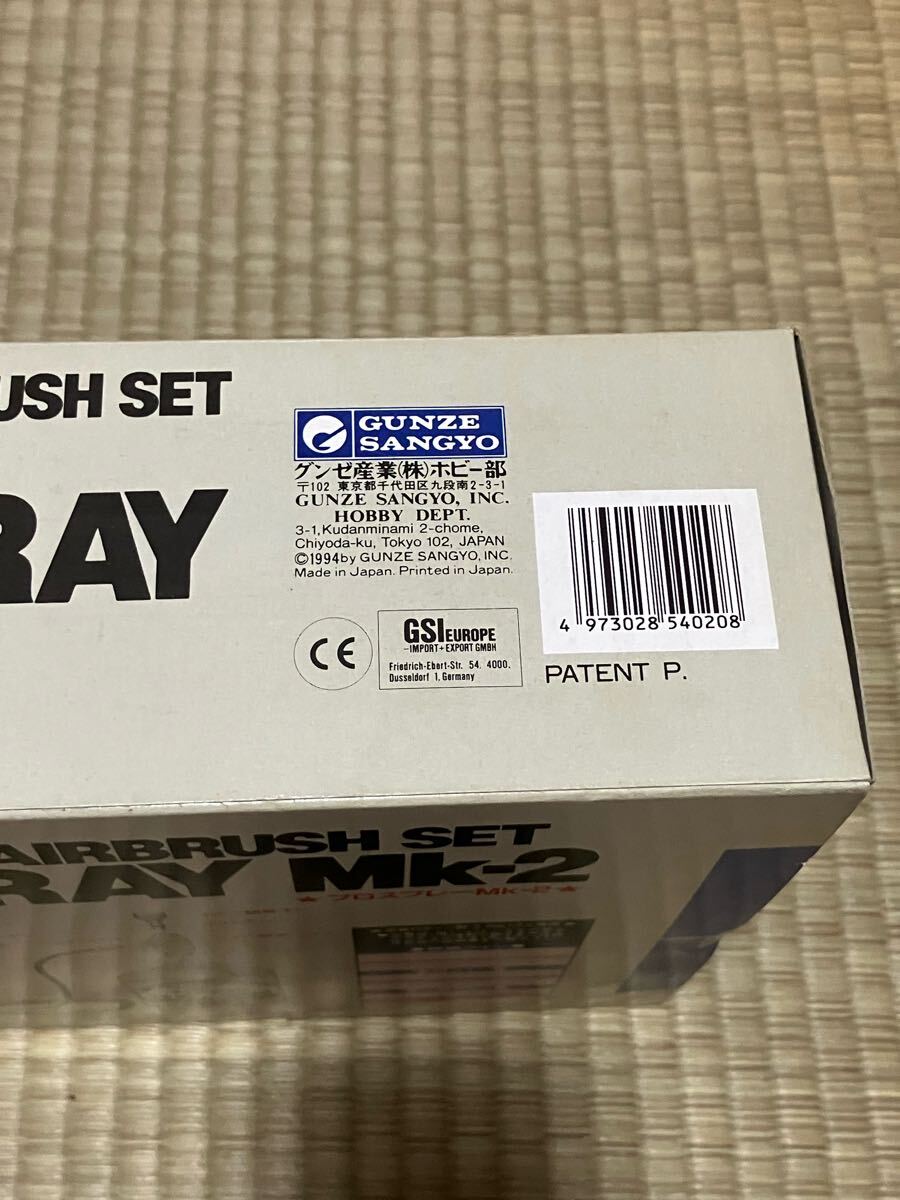 USH SET
RAY
GUNZE
SANGYO
グンゼ産業(株)ホビー部
〒102 東京都千代田区九段南2-3-1
GUNZE SANGYO, INC.
HOBBY DEPT.
3-1, Kudanminami 2-chome,
Chiyoda-ku, Tokyo 102, JAPAN
©1994 by GUNZE SANGYO, INC.
Made in Japan. Printed in Japan.
CE
GSI EUROPE
-IMPORT+EXPORT GMBH
Friedrich-Ebert-Str. 54. 4000.
Dusseldorf 1, Germany
4 973028 540208
PATENT P.
AIRBRUSH SET
RAY Mk-2
★ プロスプレーMk-2 ★